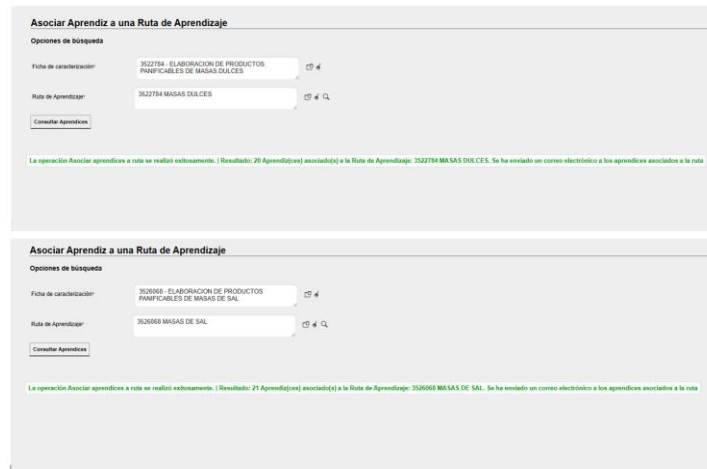 Asociar Aprendiz a una Ruta de Aprendizaje
Opciones de búsqueda
Ficha de caracterización*
3522784 - ELABORACION DE PRODUCTOS
PANIFICABLES DE MASAS DULCES
Ruta de Aprendizaje*
3522784 MASAS DULCES
Consultar Aprendices
La operación Asociar aprendices a ruta se realizó exitosamente. | Resultado: 20 Aprendiz(ces) asociado(s) a la Ruta de Aprendizaje: 3522784 MASAS DULCES. Se ha enviado un correo electrónico a los aprendices asociados a la ruta
Asociar Aprendiz a una Ruta de Aprendizaje
Opciones de búsqueda
Ficha de caracterización*
3526068 - ELABORACION DE PRODUCTOS
PANIFICABLES DE MASAS DE SAL
Ruta de Aprendizaje*
3526068 MASAS DE SAL
Consultar Aprendices
La operación Asociar aprendices a ruta se realizó exitosamente. | Resultado: 21 Aprendiz(ces) asociado(s) a la Ruta de Aprendizaje: 3526068 MASAS DE SAL. Se ha enviado un correo electrónico a los aprendices asociados a la ruta